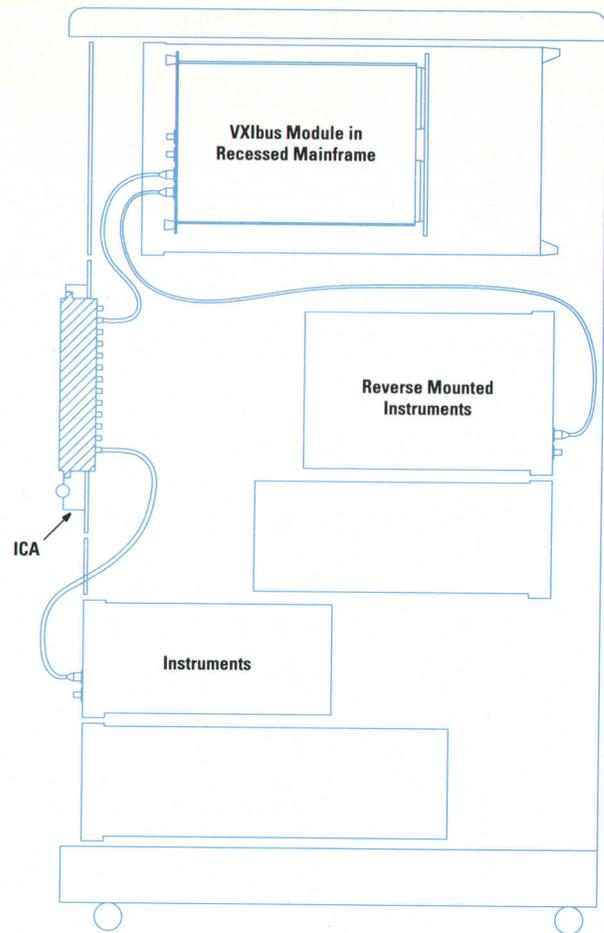 VXIbus Module in
Recessed Mainframe
Reverse Mounted
Instruments
ICA
Instruments